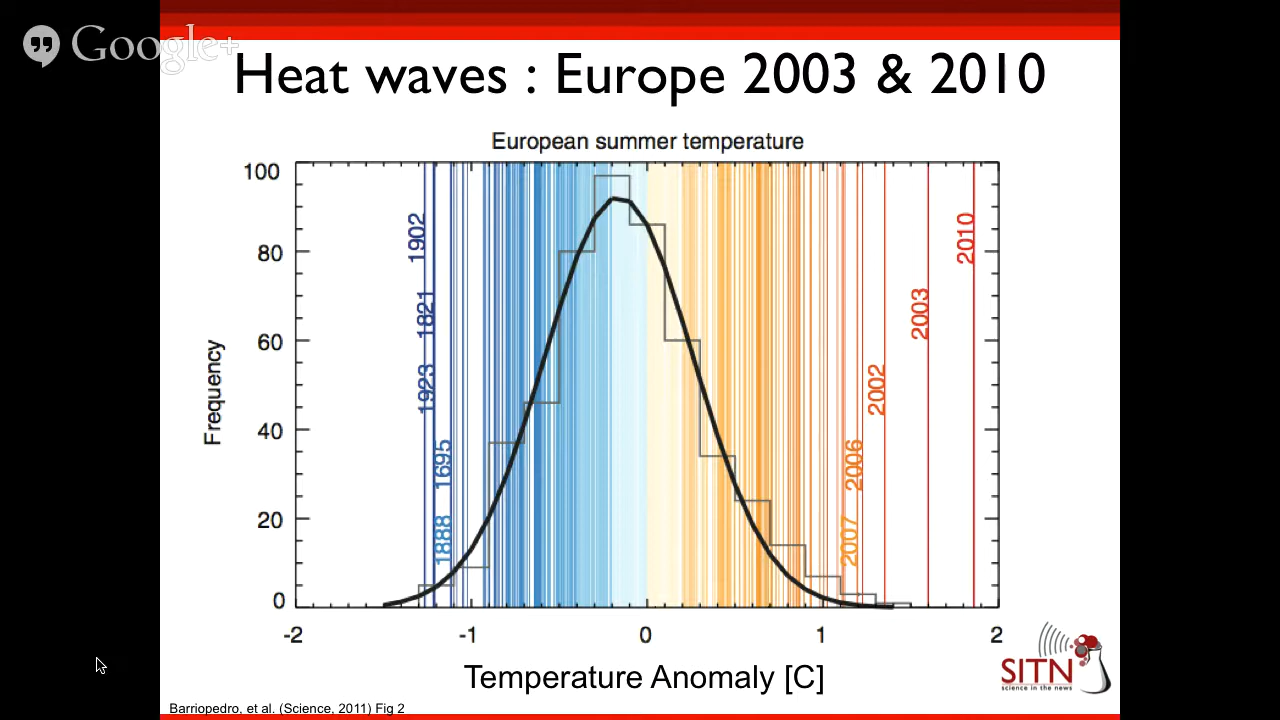 Google+
Heat waves : Europe 2003 & 2010
European summer temperature
100
80
60
40
20
0
Frequency
1902
1821
1923
1695
1888
2010
2003
2002
2006
2007
-2
-1
0
1
2
Temperature Anomaly [C]
SITN
science in the news
Barriopedro, et al. (Science, 2011) Fig 2